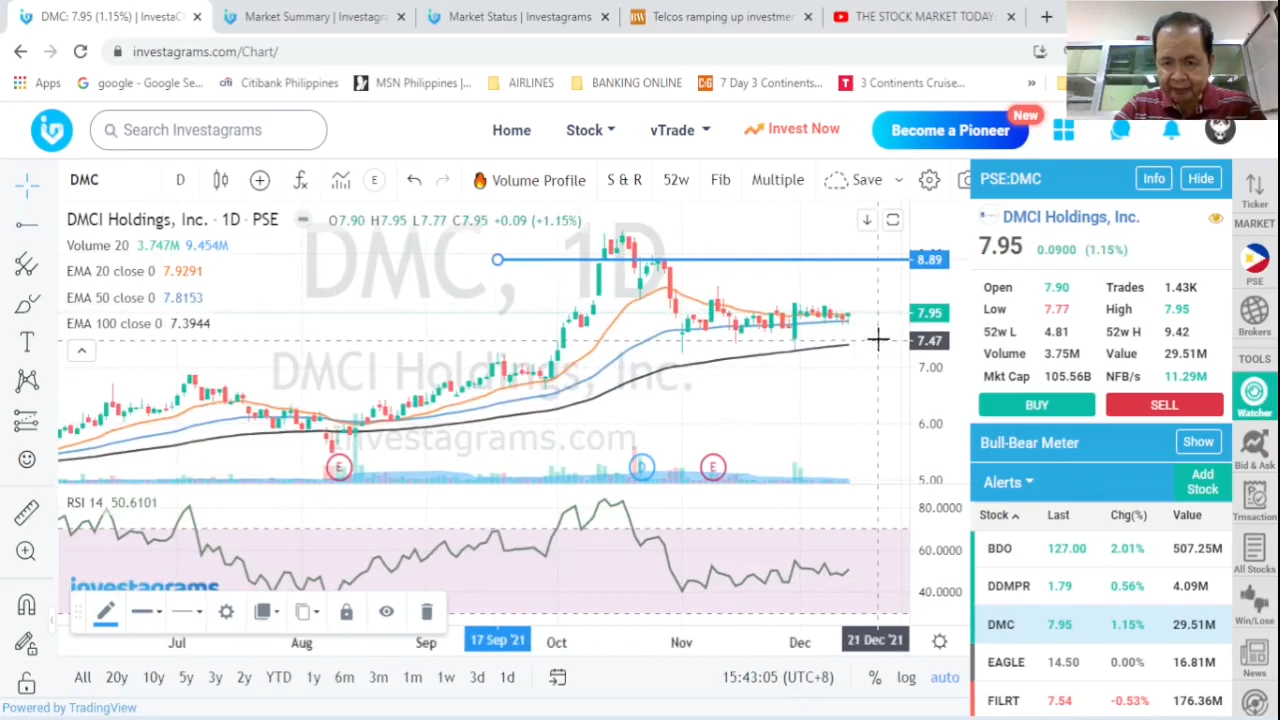 DMC: 7.95 (1.15%) | InvestaC
Market Summary | Instagra
Market Status | Instagrams
BW Telcos ramping up investmen
THE STOCK MARKET TODAY:
investagrams.com/Chart/
Apps
google - Google Se...
Citibank Philippines
MSN Philippines |...
AIRLINES
BANKING ONLINE
7 Day 3 Continents...
3 Continents Cruise...
Search Investagrams
Home
Stock
vTrade
Invest Now
Become a Pioneer
New
DMC
D
E
Volume Profile
S & R
52w
Fib
Multiple
Save
DMCI Holdings, Inc. · 1D · PSE
O7.90 H7.95 L7.77 C7.95 +0.09 (+1.15%)
Volume 20 3.747M 9.454M
EMA 20 close 0 7.9291
EMA 50 close 0 7.8153
EMA 100 close 0 7.3944
DMC, 1D
DMCI Holdings, Inc.
Investagrams.com
8.89
7.95
7.47
7.00
6.00
5.00
E
D
E
RSI 14 50.6101
80.0000
60.0000
40.0000
investagrams
Jul
Aug
Sep
17 Sep '21
Oct
Nov
Dec
21 Dec '21
All 20y 10y 5y 3y 2y YTD 1y 6m 3m 1m 1w 3d 1d
15:43:05 (UTC+8)
% log auto
Powered by TradingView
PSE:DMC
Info
Hide
DMCI Holdings, Inc.
7.95 0.0900 (1.15%)
Open 7.90 Trades 1.43K
Low 7.77 High 7.95
52w L 4.81 52w H 9.42
Volume 3.75M Value 29.51M
Mkt Cap 105.56B NFB/s 11.29M
BUY
SELL
Bull-Bear Meter
Show
Alerts
Add Stock
Stock Last Chg(%) Value
BDO 127.00 2.01% 507.25M
DDMPR 1.79 0.56% 4.09M
DMC 7.95 1.15% 29.51M
EAGLE 14.50 0.00% 16.81M
FILRT 7.54 -0.53% 176.36M
Ticker
MARKET
PSE
Brokers
TOOLS
Watcher
Bid & Ask
Trnsaction
All Stocks
Win/Lose
News